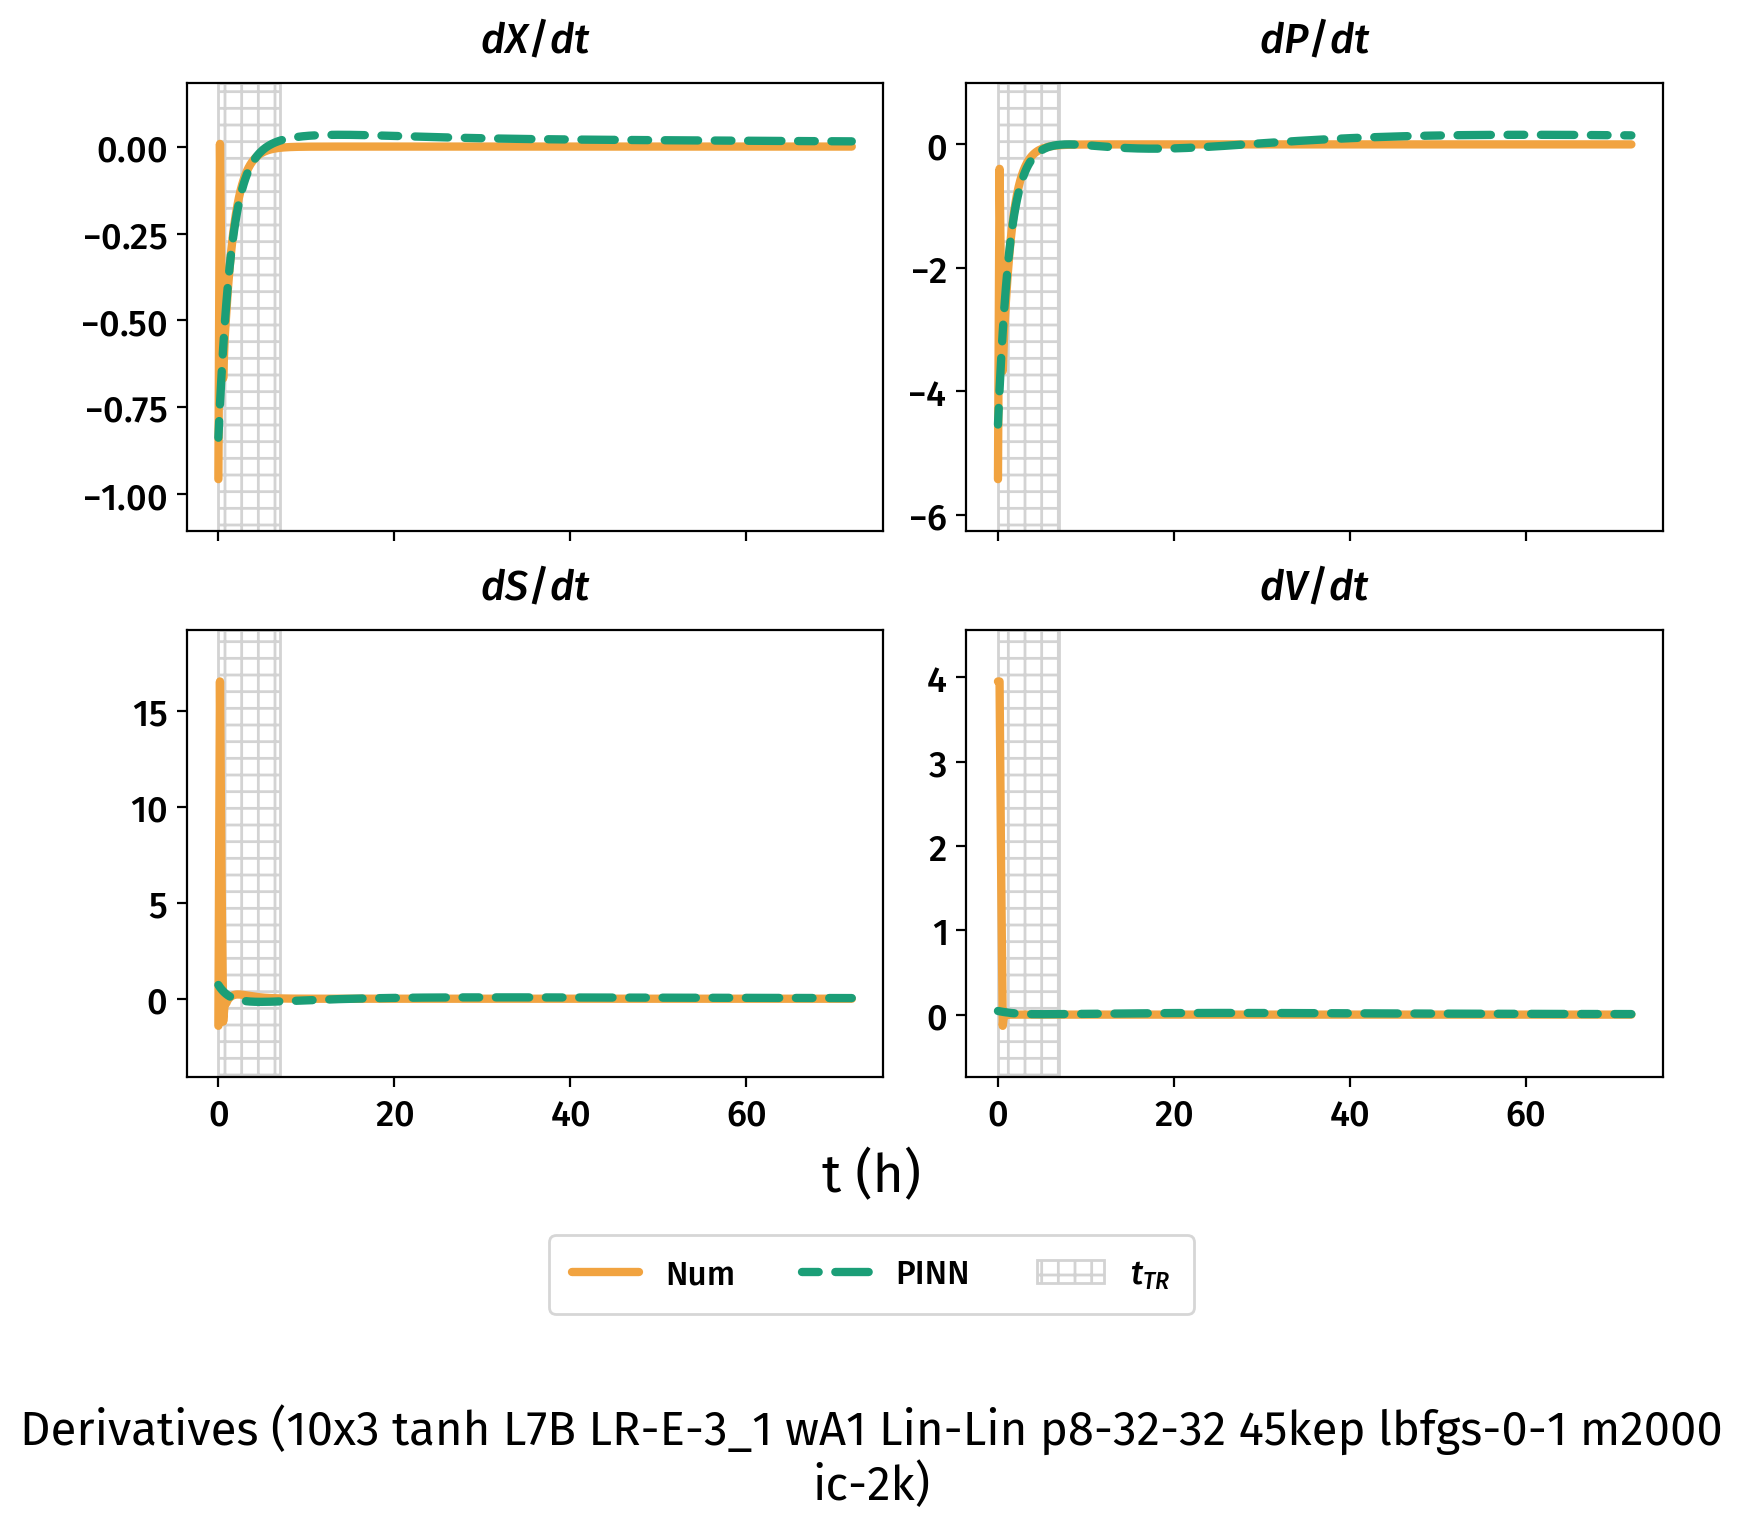 dX/dt
dP/dt
0.00
−0.25
−0.50
−0.75
−1.00
0
−2
−4
−6
dS/dt
dV/dt
15
10
5
0
4
3
2
1
0
0 20 40 60
0 20 40 60
t (h)
Num PINN tTR
Derivatives (10x3 tanh L7B LR-E-3_1 wA1 Lin-Lin p8-32-32 45kep lbfgs-0-1 m2000
ic-2k)